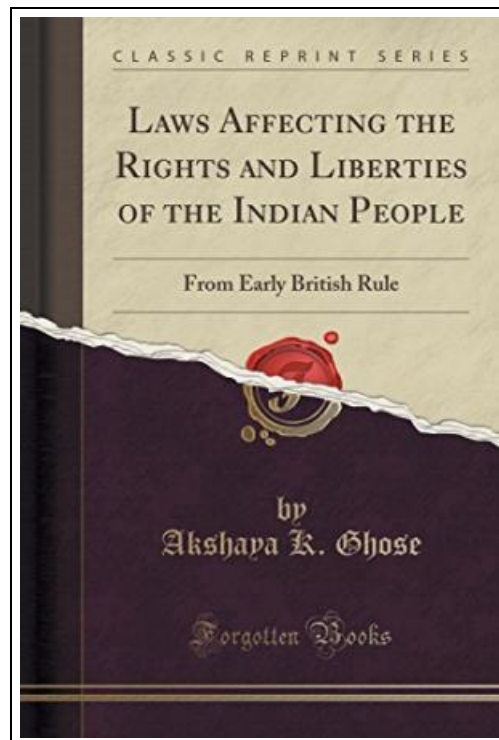 CLASSIC REPRINT SERIES
LAWS AFFECTING THE
RIGHTS AND LIBERTIES
OF THE INDIAN PEOPLE
From Early British Rule
by
Akshaya K. Ghose
Forgotten Books